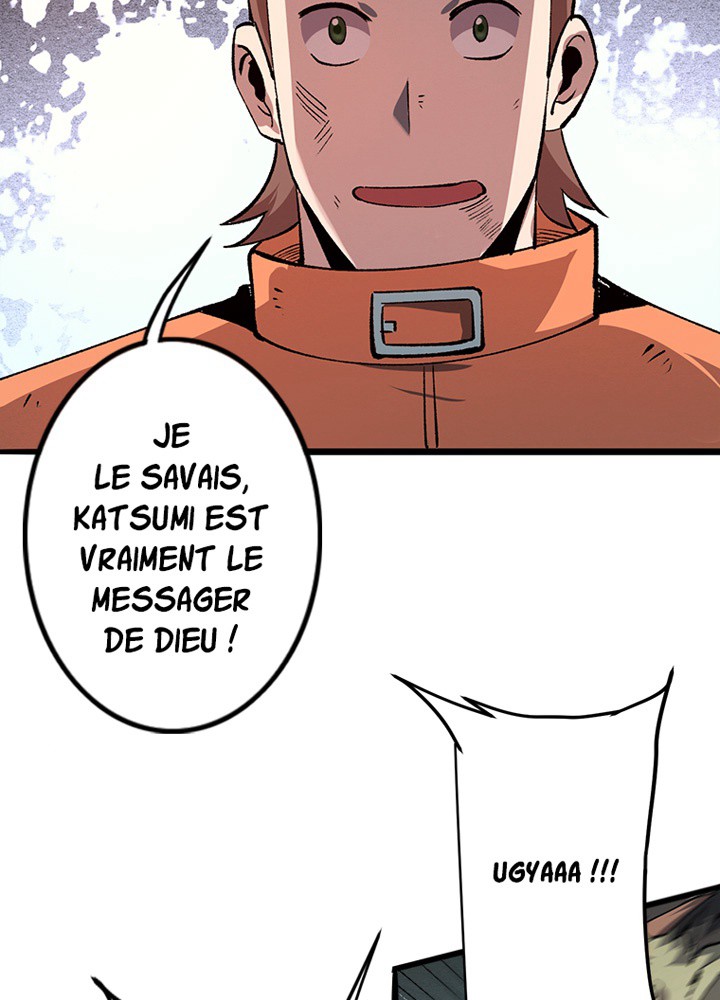 JE
LE SAVAIS,
KATSUMI EST
VRAIMENT LE
MESSAGER
DE DIEU !
UGYAAA !!!